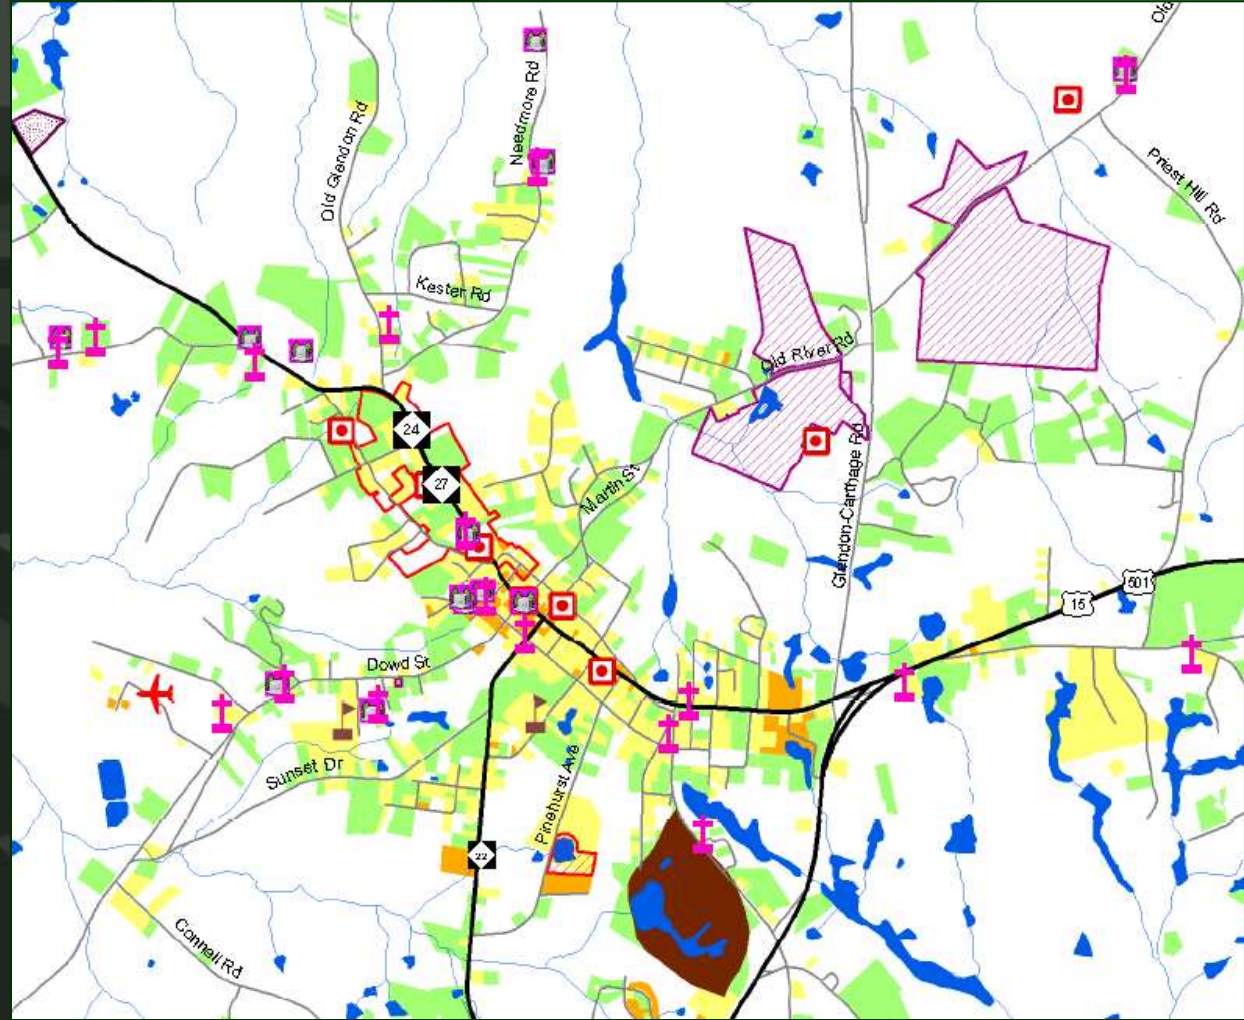 Old
Needmore Rd
Old Glendon Rd
Priest Hill Rd
Kester Rd
Old River Rd
24
27
Martin St
Glendon-Carthage Rd
501
15
Dowd St
Sunset Dr
Pinehurst Ave
22
Connell Rd